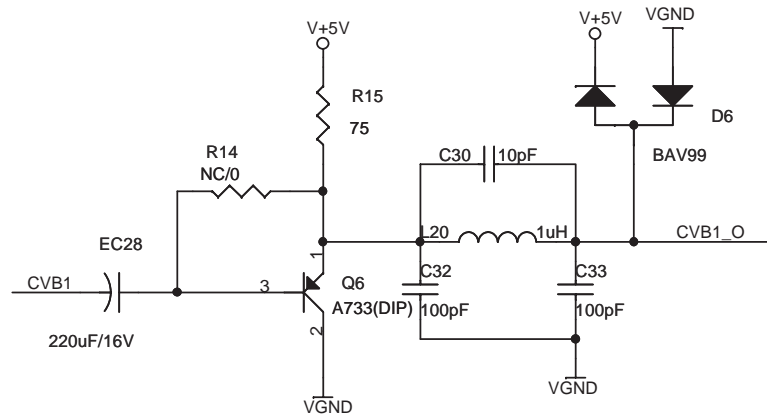 V+5V
VGND
V+5V
R15
75
D6
R14
NC/0
C30
10pF
BAV99
EC28
L20
1uH
CVB1_O
CVB1
1
Q6
C32
C33
3
A733(DIP)
100pF
100pF
220uF/16V
2
VGND
VGND